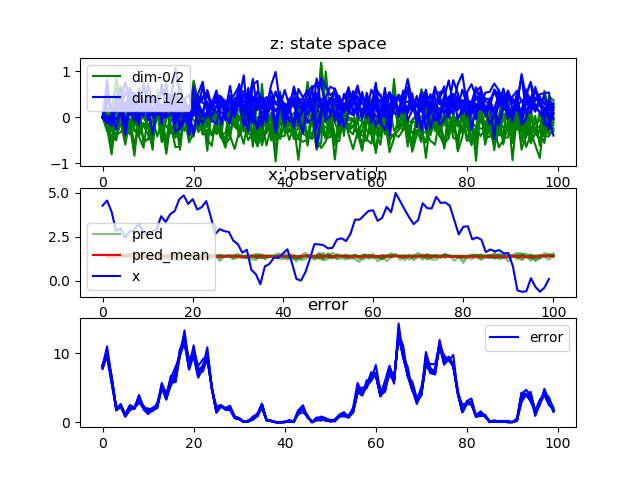 z: state space
1
0
−1
dim-0/2
dim-1/2
0 20 40 60 80 100
x: observation
5.0
2.5
0.0
pred
pred_mean
x
0 20 40 60 80 100
error
10
0
error
0 20 40 60 80 100